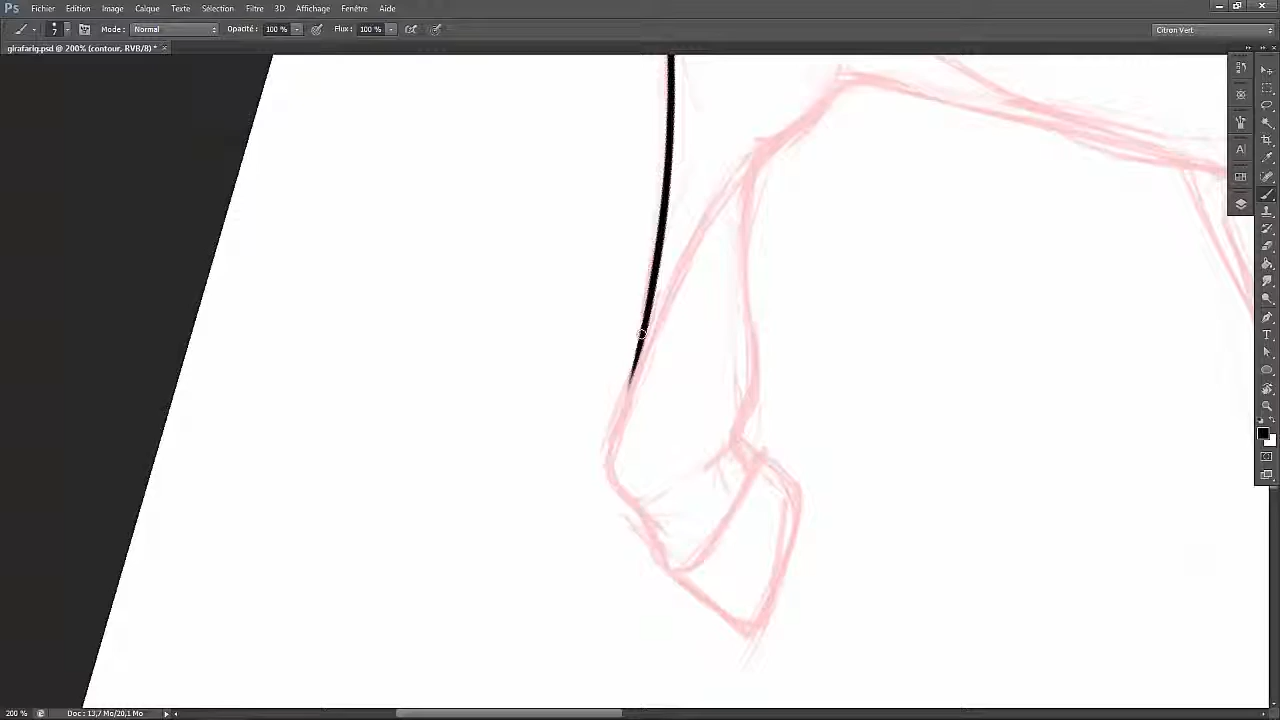 Ps Fichier Edition Image Calque Texte Sélection Filtre 3D Affichage Fenêtre Aide
7 Mode : Normal Opacité : 100 % Flux : 100 % Citron Vert
girafarig.psd @ 200% (contour, RVB/8) * ×
200 % Doc : 13,7 Mo/20,1 Mo